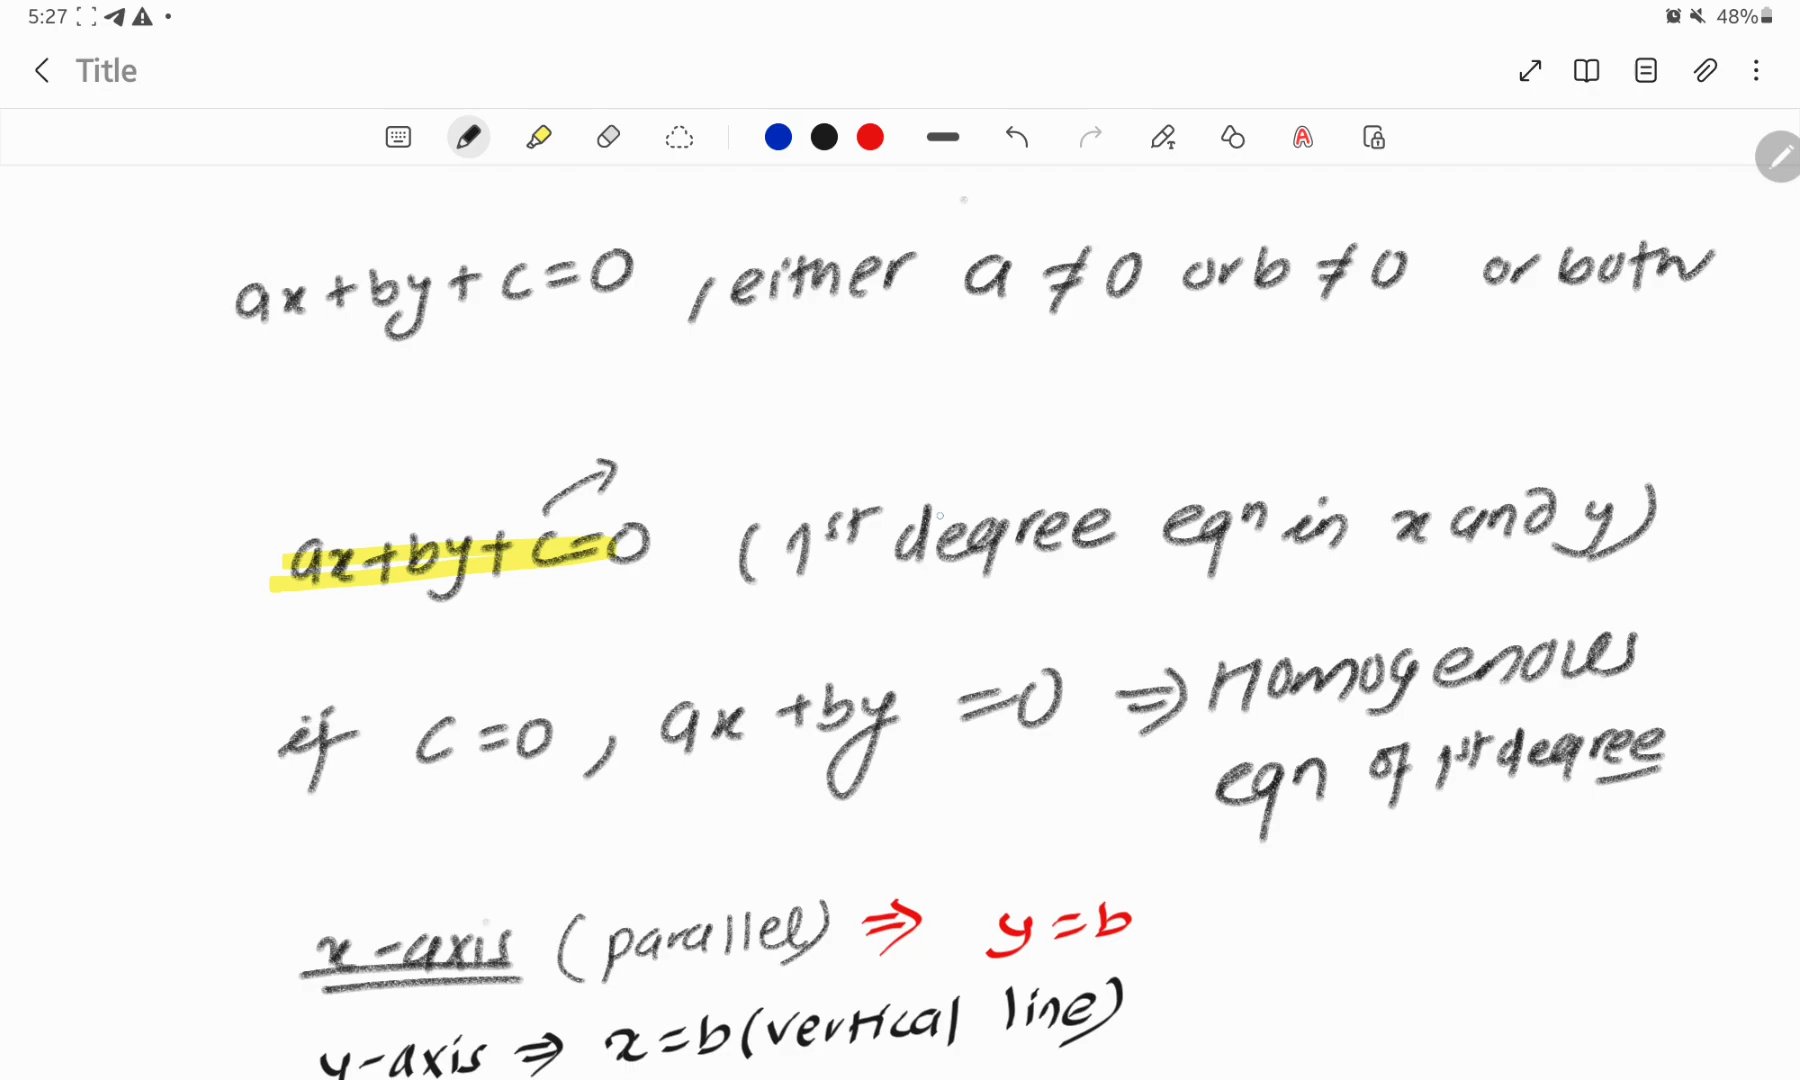 5:27 48%
Title
ax+by+c=0 , either a≠0 or b≠0 or both
ax+by+c=0 (1st degree eqn in x and y)
if c=0, ax+by =0 ⇒ Homogenoues
eqn of 1st degree
x-axis (parallel) ⇒ y=b
y-axis ⇒ x=b (vertical line)